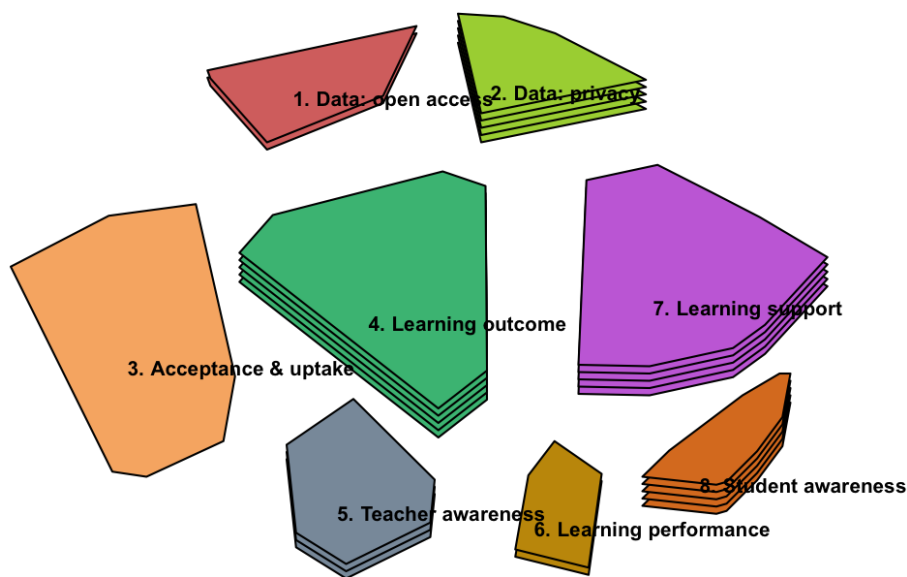 1. Data: open access
2. Data: privacy
3. Acceptance & uptake
4. Learning outcome
7. Learning support
5. Teacher awareness
6. Learning performance
8. Student awareness